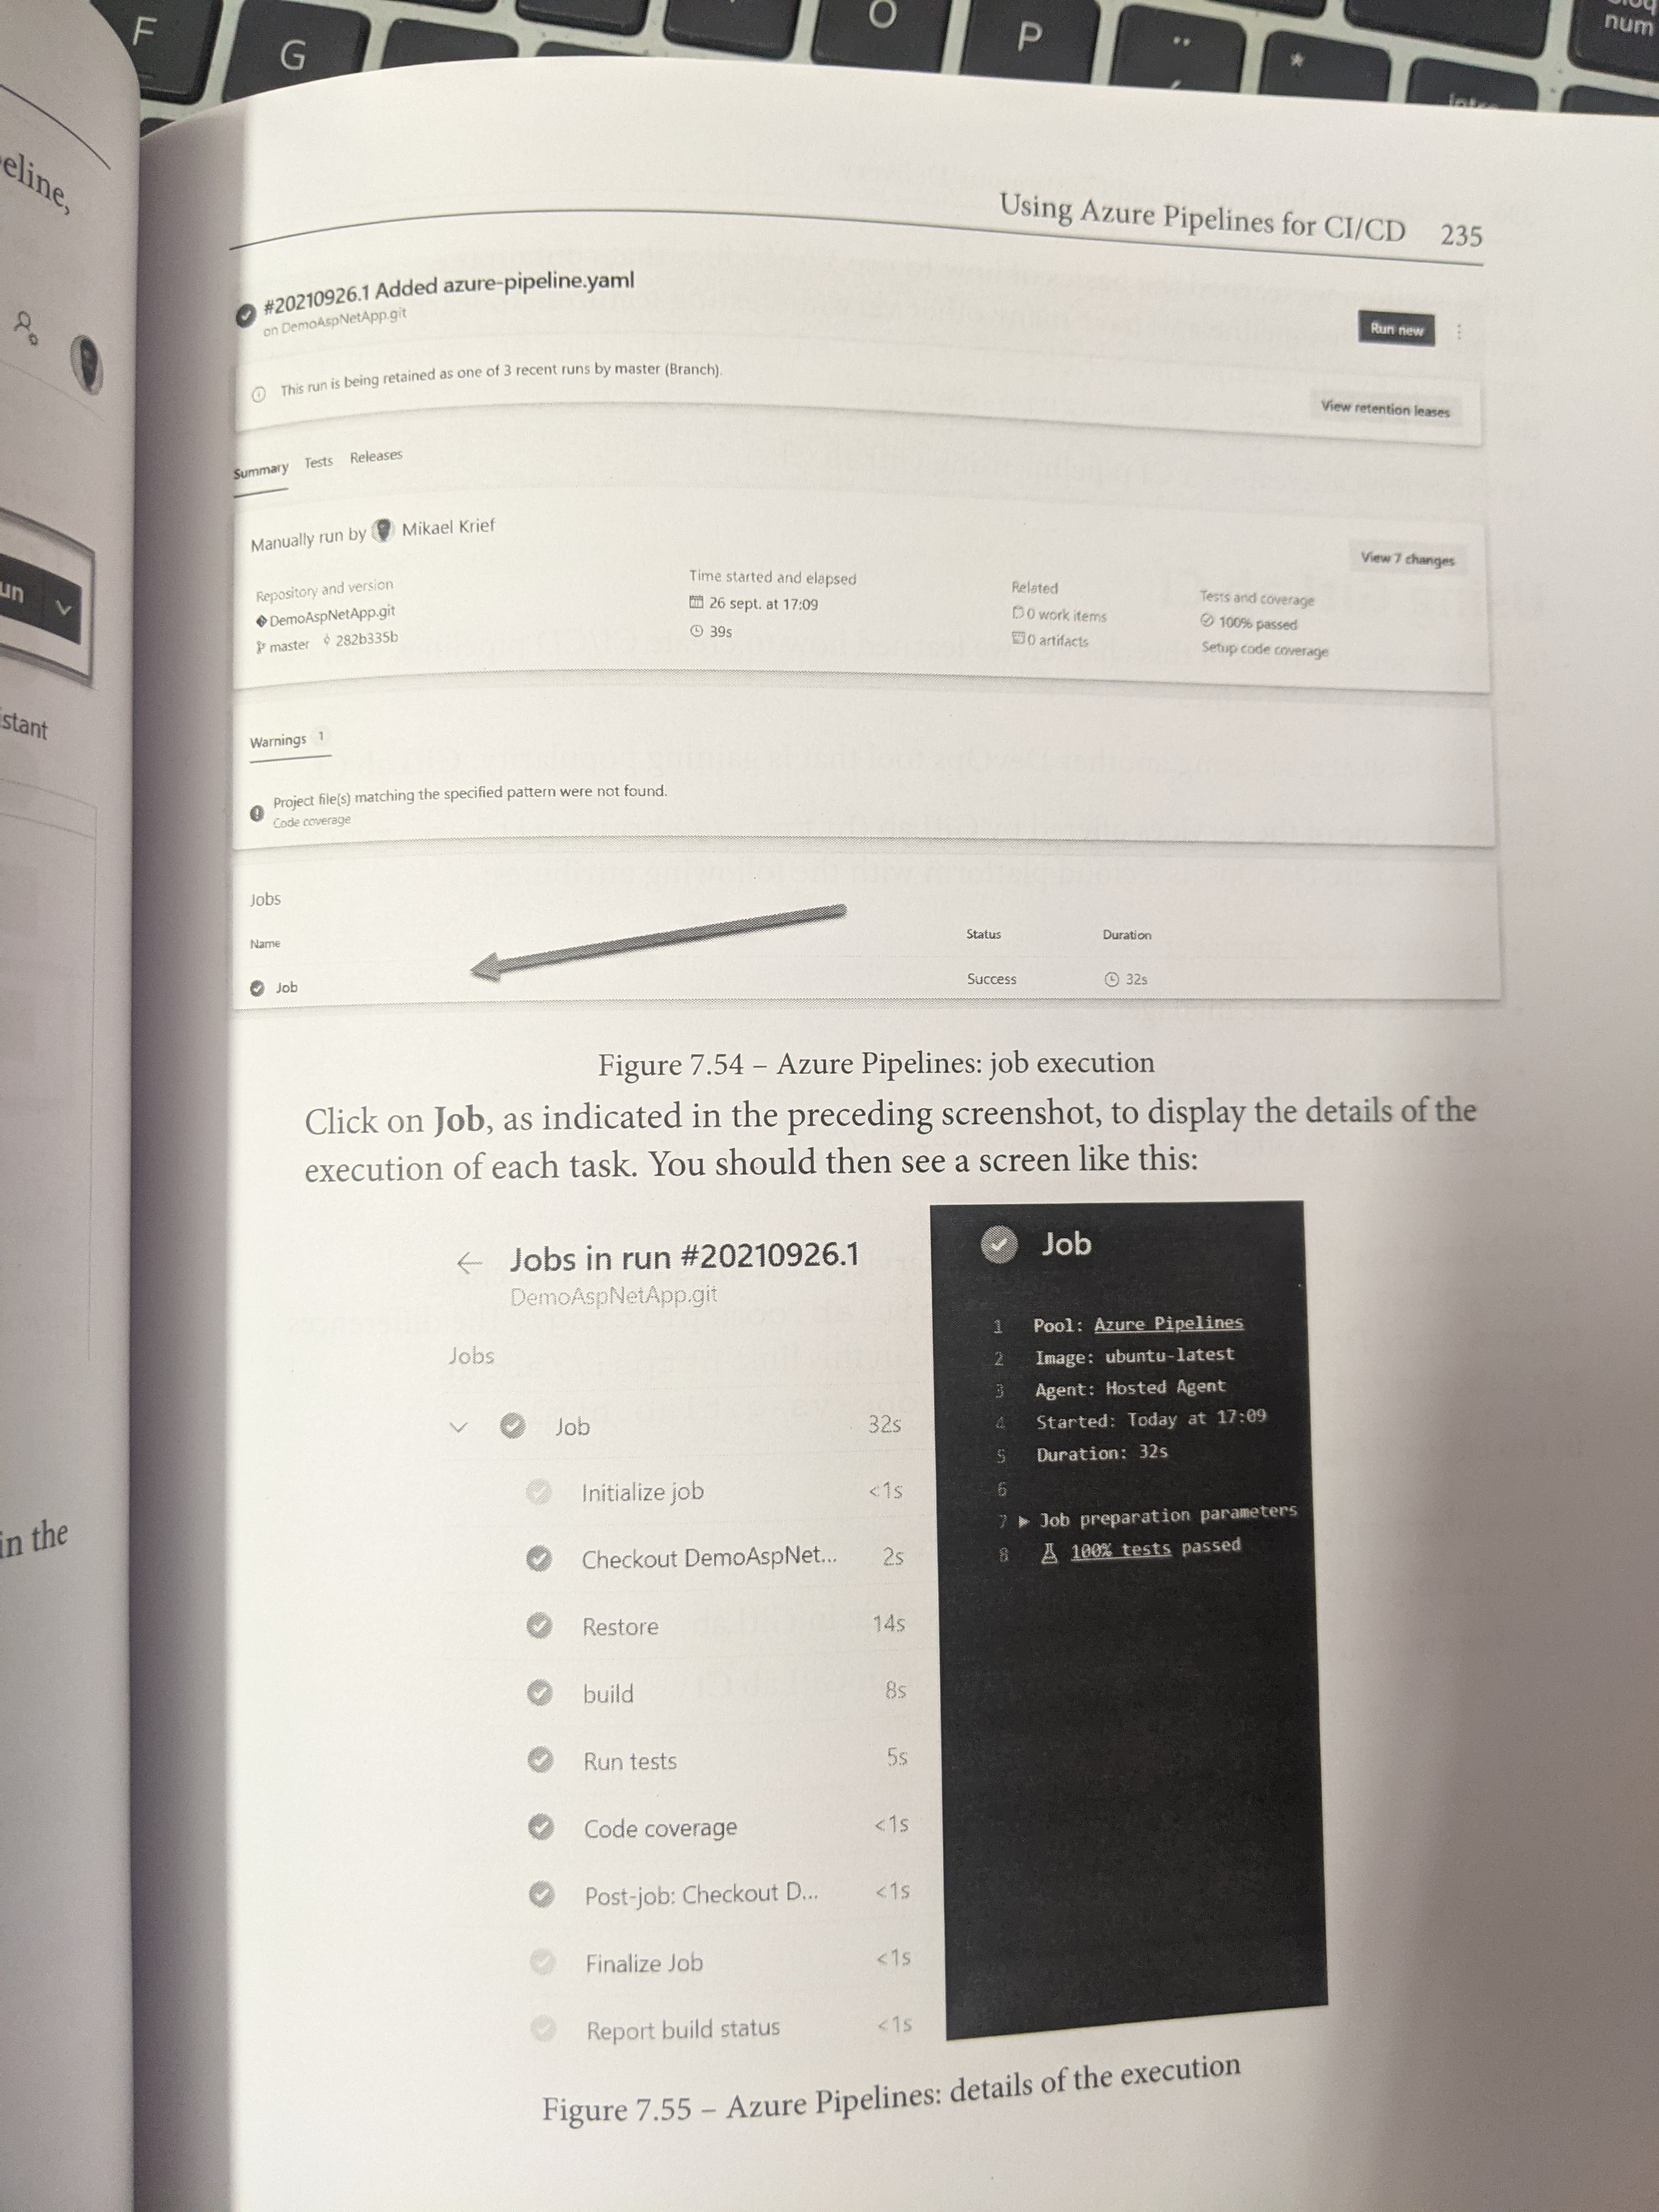 F
G
O
P
num
eline,
un
istant
in the
Using Azure Pipelines for CI/CD 235
#20210926.1 Added azure-pipeline.yaml
on DemoAspNetApp.git
Run new
This run is being retained as one of 3 recent runs by master (Branch).
View retention leases
Summary Tests Releases
Manually run by Mikael Krief
View 7 changes
Repository and version
DemoAspNetApp.git
master 282b335b
Time started and elapsed
26 sept. at 17:09
39s
Related
0 work items
0 artifacts
Tests and coverage
100% passed
Setup code coverage
Warnings 1
Project file(s) matching the specified pattern were not found.
Code coverage
Jobs
Name Status Duration
Job Success 32s
Figure 7.54 – Azure Pipelines: job execution
Click on Job, as indicated in the preceding screenshot, to display the details of the
execution of each task. You should then see a screen like this:
Jobs in run #20210926.1
DemoAspNetApp.git
Jobs
Job 32s
Initialize job <1s
Checkout DemoAspNet... 2s
Restore 14s
build 8s
Run tests 5s
Code coverage <1s
Post-job: Checkout D... <1s
Finalize Job <1s
Report build status <1s
Job
1 Pool: Azure Pipelines
2 Image: ubuntu-latest
3 Agent: Hosted Agent
4 Started: Today at 17:09
5 Duration: 32s
6
7 Job preparation parameters
8 100% tests passed
Figure 7.55 – Azure Pipelines: details of the execution